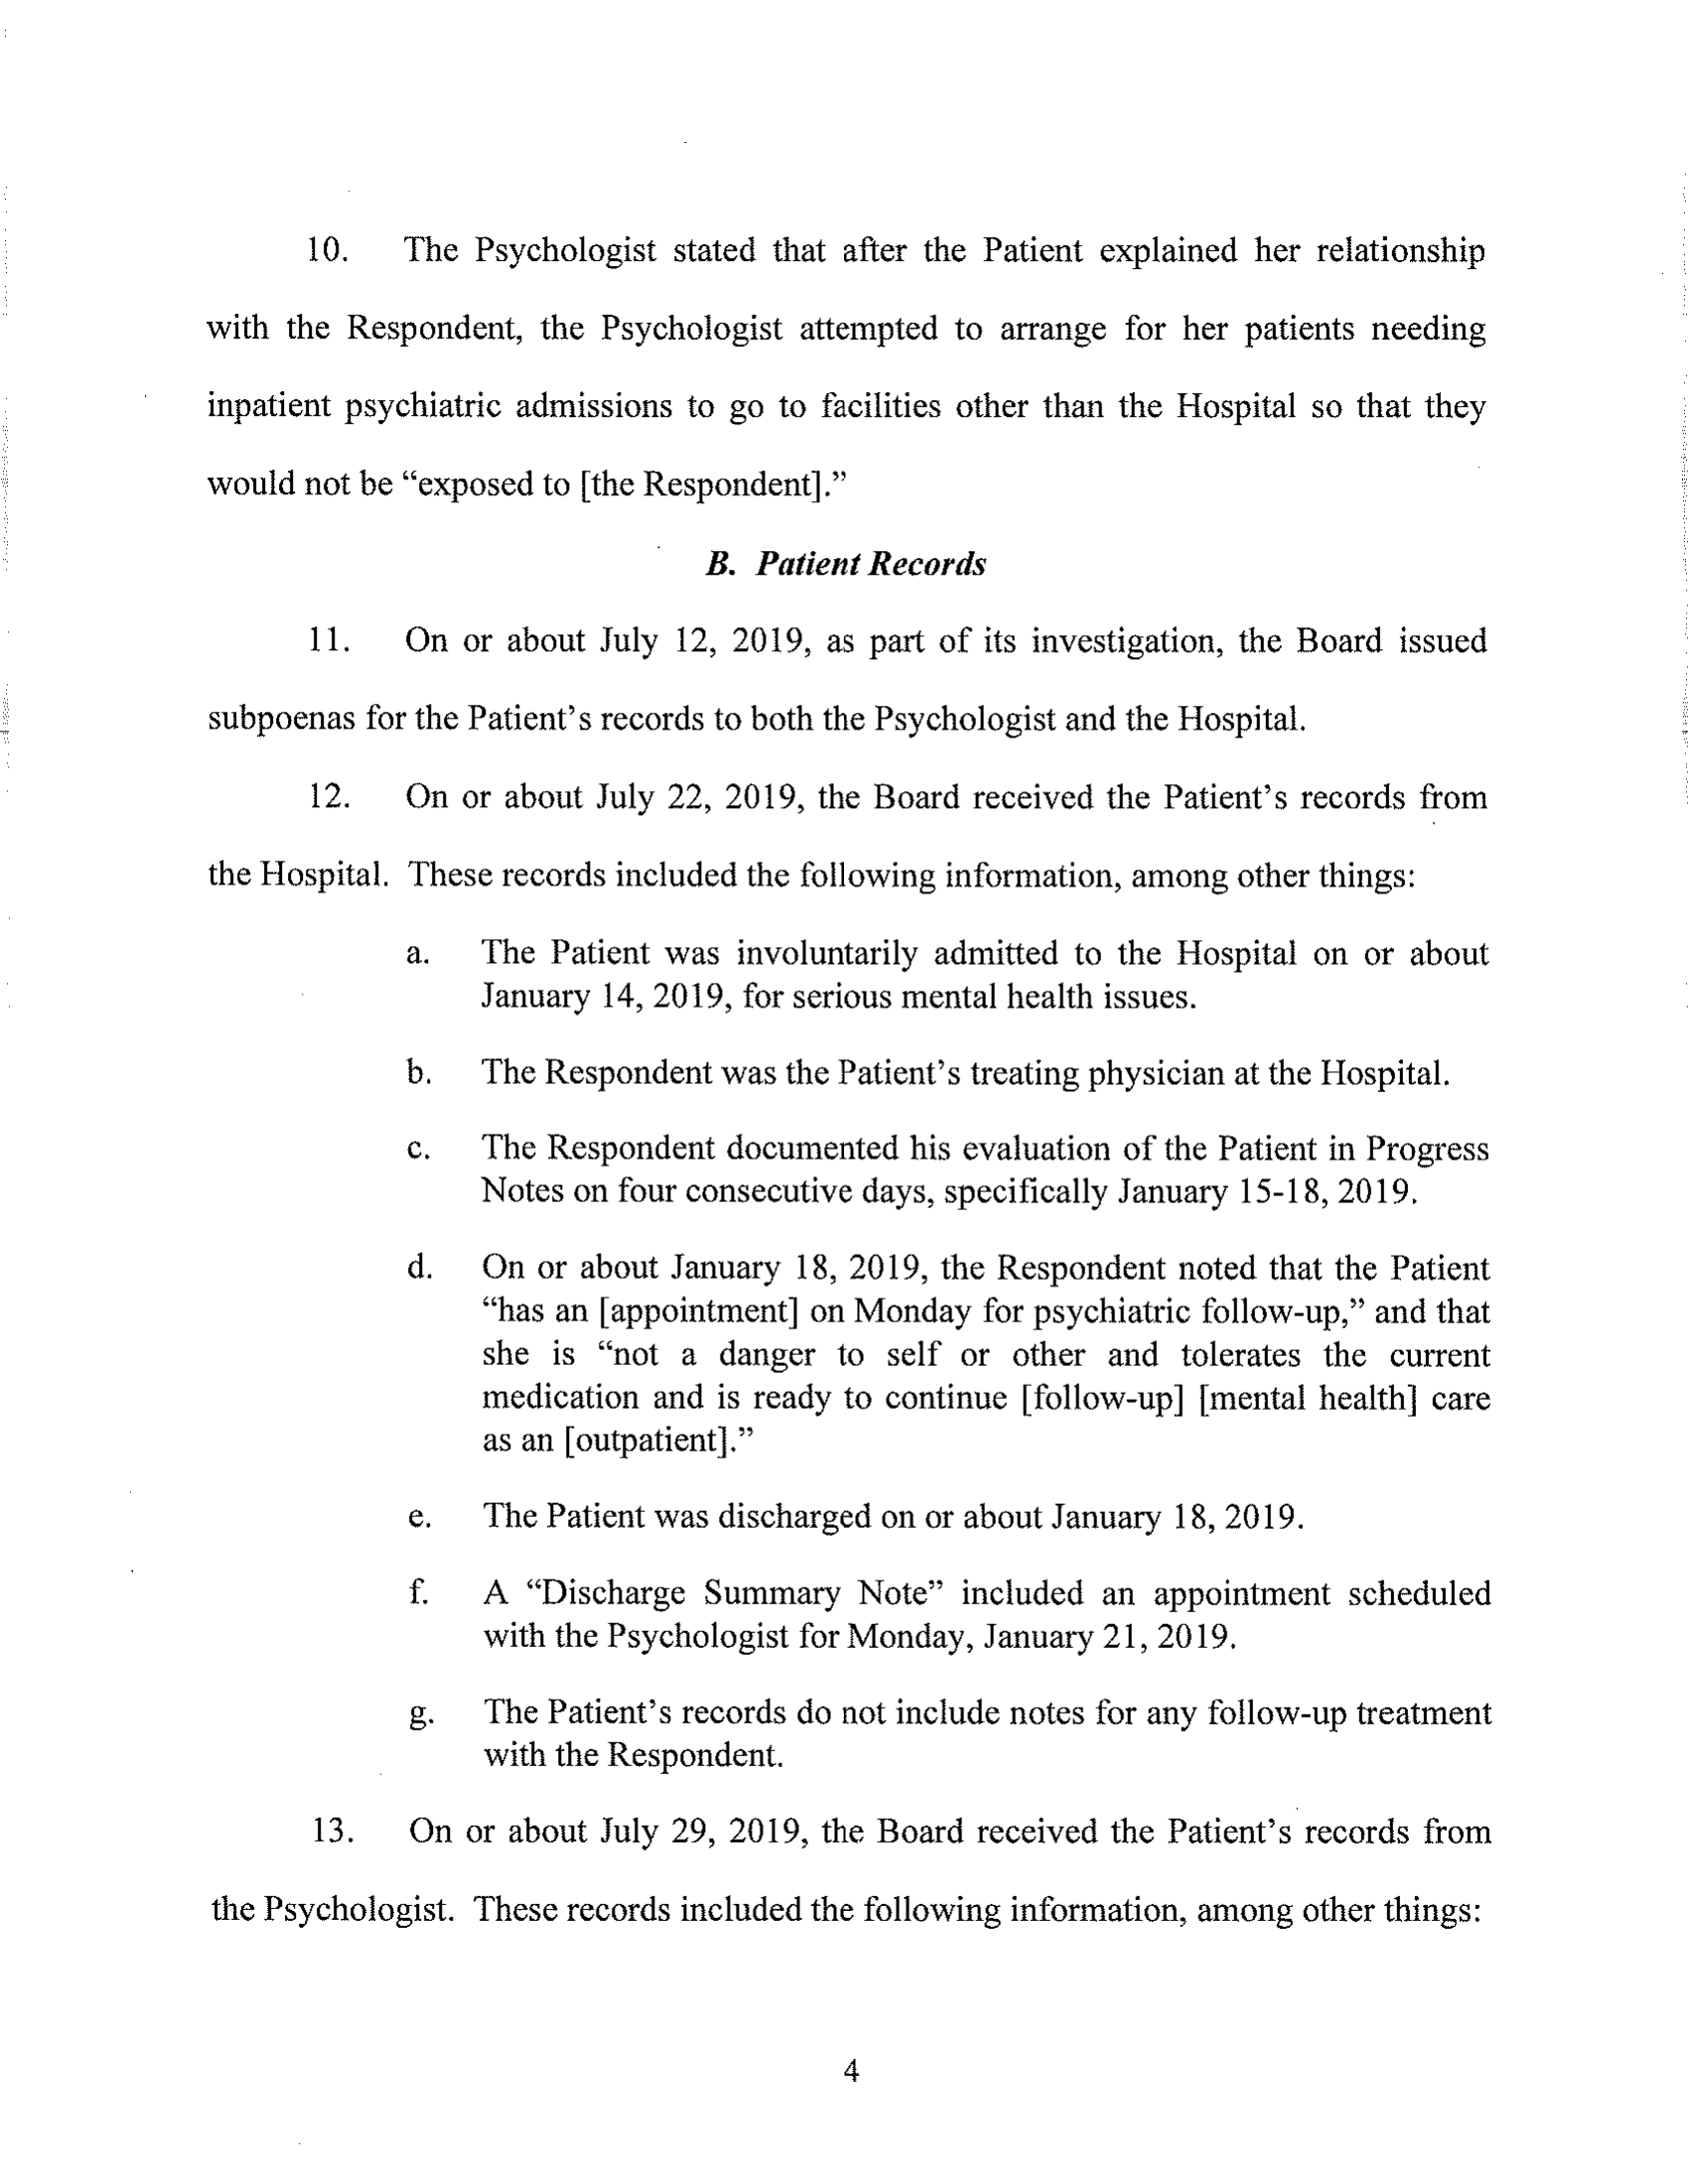 10. The Psychologist stated that after the Patient explained her relationship
with the Respondent, the Psychologist attempted to arrange for her patients needing
inpatient psychiatric admissions to go to facilities other than the Hospital so that they
would not be “exposed to [the Respondent].”
B. Patient Records
11. On or about July 12, 2019, as part of its investigation, the Board issued
subpoenas for the Patient’s records to both the Psychologist and the Hospital.
12. On or about July 22, 2019, the Board received the Patient’s records from
the Hospital. These records included the following information, among other things:
a. The Patient was involuntarily admitted to the Hospital on or about
January 14, 2019, for serious mental health issues.
b. The Respondent was the Patient’s treating physician at the Hospital.
c. The Respondent documented his evaluation of the Patient in Progress
Notes on four consecutive days, specifically January 15-18, 2019.
d. On or about January 18, 2019, the Respondent noted that the Patient
“has an [appointment] on Monday for psychiatric follow-up,” and that
she is “not a danger to self or other and tolerates the current
medication and is ready to continue [follow-up] [mental health] care
as an [outpatient].”
e. The Patient was discharged on or about January 18, 2019.
f. A “Discharge Summary Note” included an appointment scheduled
with the Psychologist for Monday, January 21, 2019.
g. The Patient’s records do not include notes for any follow-up treatment
with the Respondent.
13. On or about July 29, 2019, the Board received the Patient’s records from
the Psychologist. These records included the following information, among other things:
4